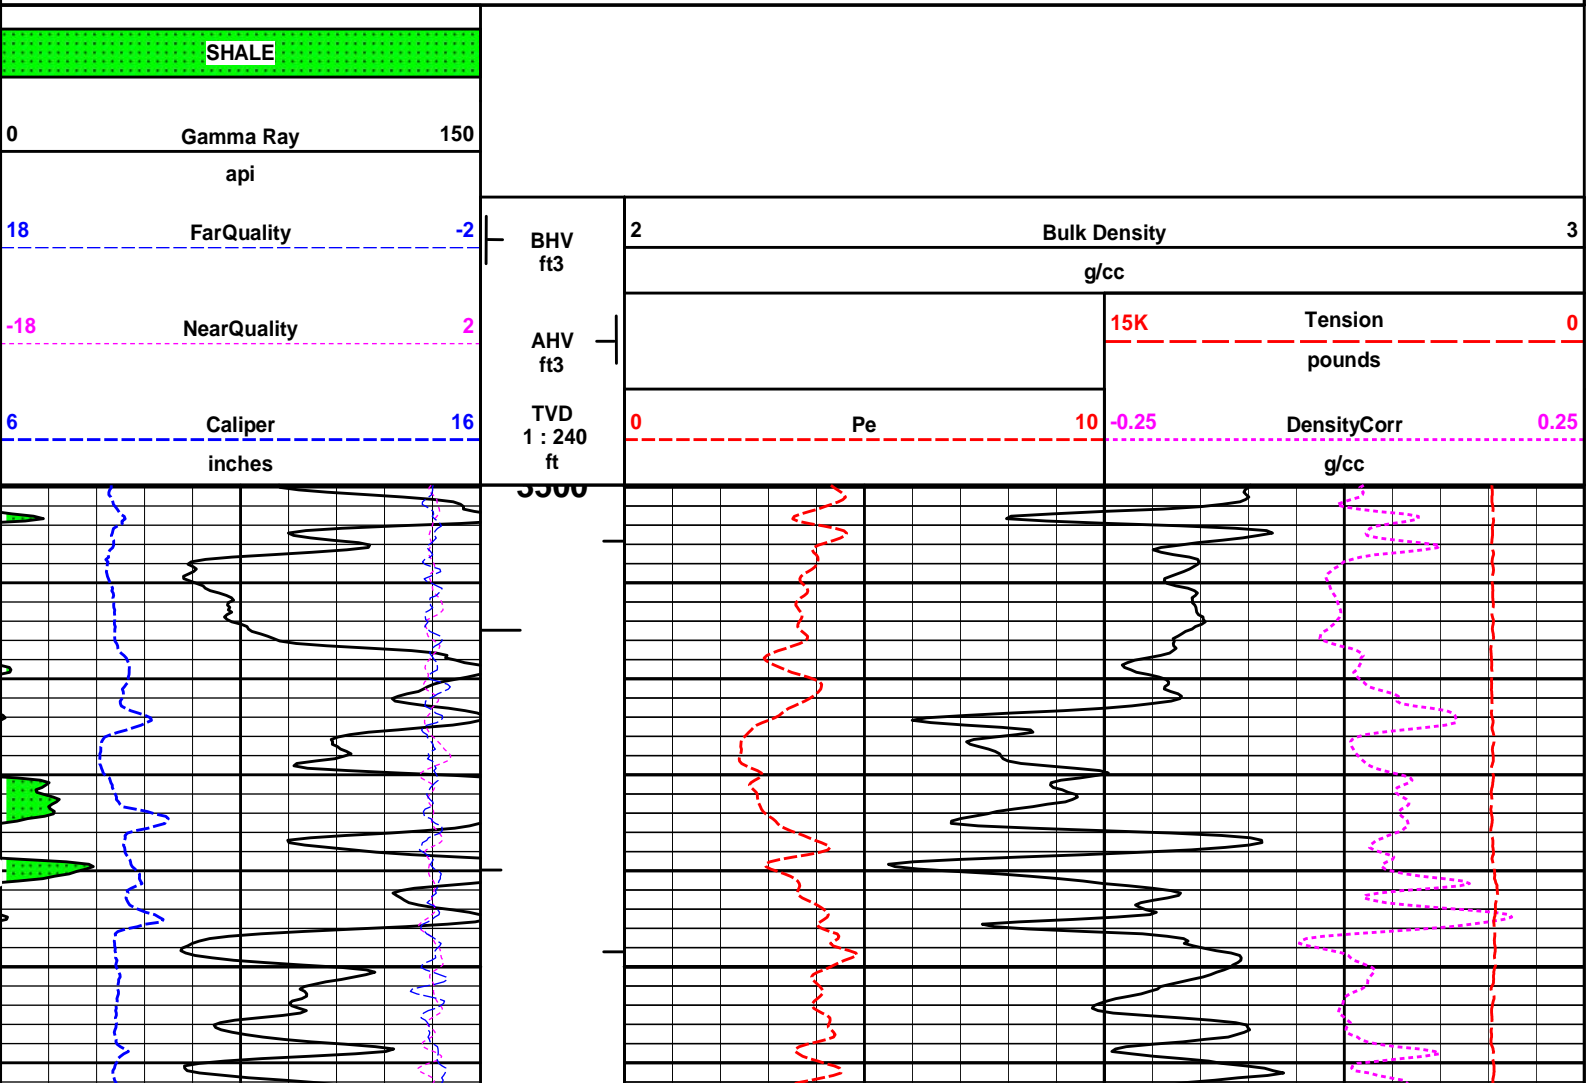 SHALE
0 Gamma Ray 150
api
18 FarQuality -2
-18 NearQuality 2
6 Caliper 16
inches
BHV
ft3
AHV
ft3
TVD
1 : 240
ft
2 Bulk Density 3
g/cc
15K Tension 0
pounds
0 Pe 10
-0.25 DensityCorr 0.25
g/cc
3500